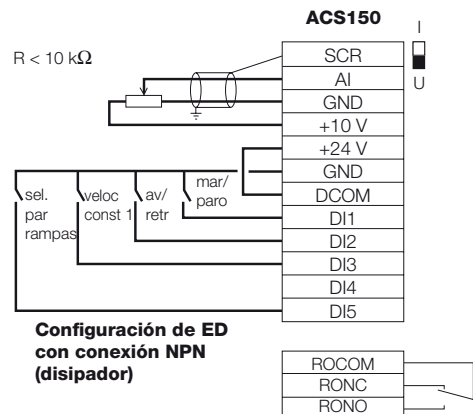 ACS150
I
R < 10 kΩ
SCR
AI
U
GND
+10 V
+24 V
GND
DCOM
DI1
DI2
DI3
DI4
DI5
sel.
par
rampas
veloc
const 1
av/
retr
mar/
paro
Configuración de ED
con conexión NPN
(disipador)
ROCOM
RONC
RONO